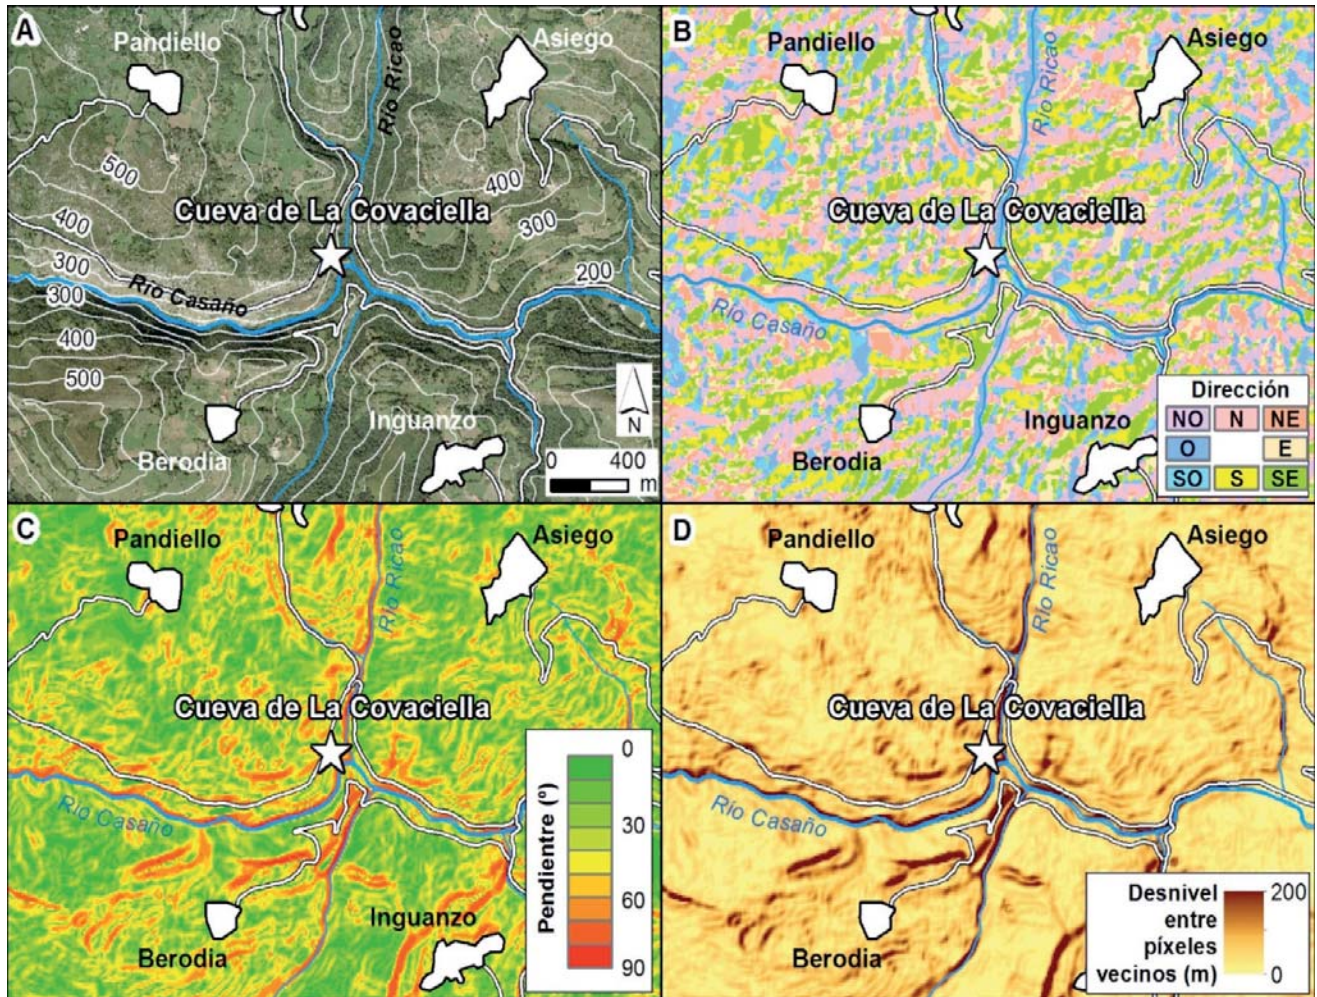 A
Pandiello
Asiego
Río Ricao
500
400
Cueva de La Covaciella
400
300
300
200
Río Casaño
300
400
500
Inguanzo
N
Berodia
0 400
m
B
Pandiello
Asiego
Río Ricao
Cueva de La Covaciella
Río Casaño
Inguanzo
Berodia
Dirección
NO N NE
O E
SO S SE
C
Pandiello
Asiego
Río Ricao
Cueva de La Covaciella
Río Casaño
Inguanzo
Berodia
Pendientre (º)
0
30
60
90
D
Pandiello
Asiego
Río Ricao
Cueva de La Covaciella
Río Casaño
Inguanzo
Berodia
Desnivel
entre
píxeles
vecinos (m)
200
0